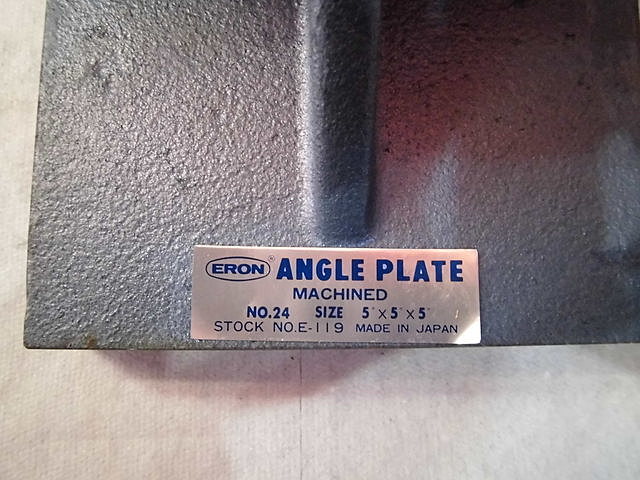 ERON® ANGLE PLATE
MACHINED
NO.24 SIZE 5" x 5" x 5"
STOCK NO.E-119 MADE IN JAPAN